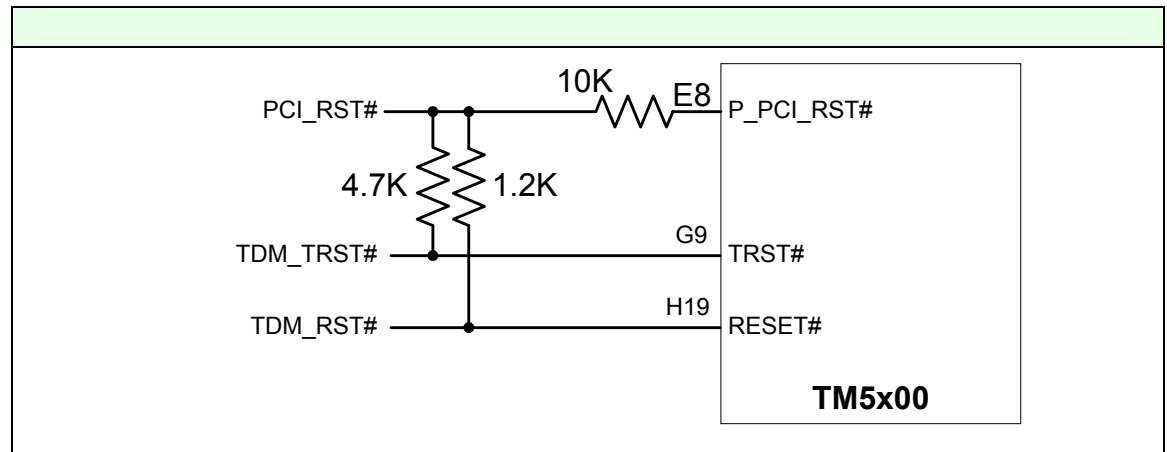 10K
PCI_RST#
E8
P_PCI_RST#
4.7K
1.2K
TDM_TRST#
G9
TRST#
TDM_RST#
H19
RESET#
TM5x00